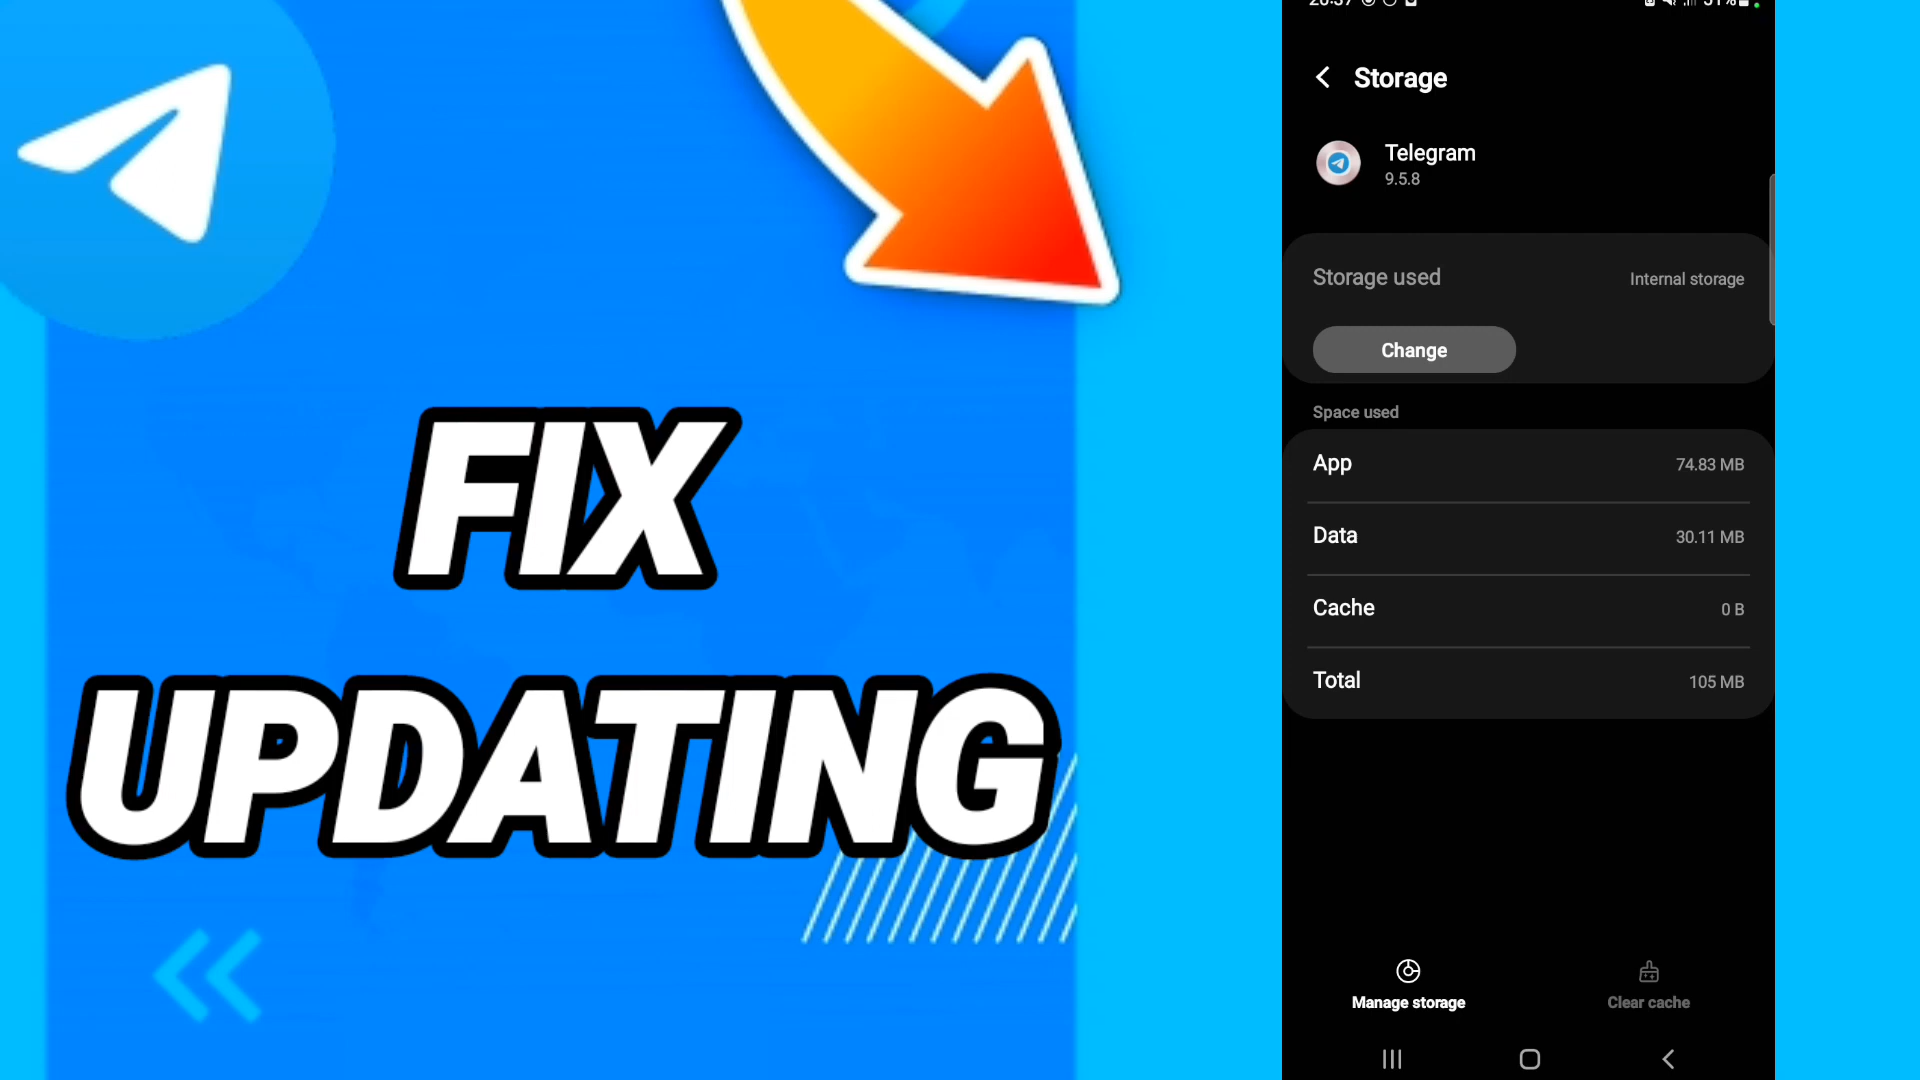 FIX
UPDATING
Storage
Telegram
9.5.8
Storage used
Internal storage
Change
Space used
App
74.83 MB
Data
30.11 MB
Cache
0 B
Total
105 MB
Manage storage
Clear cache